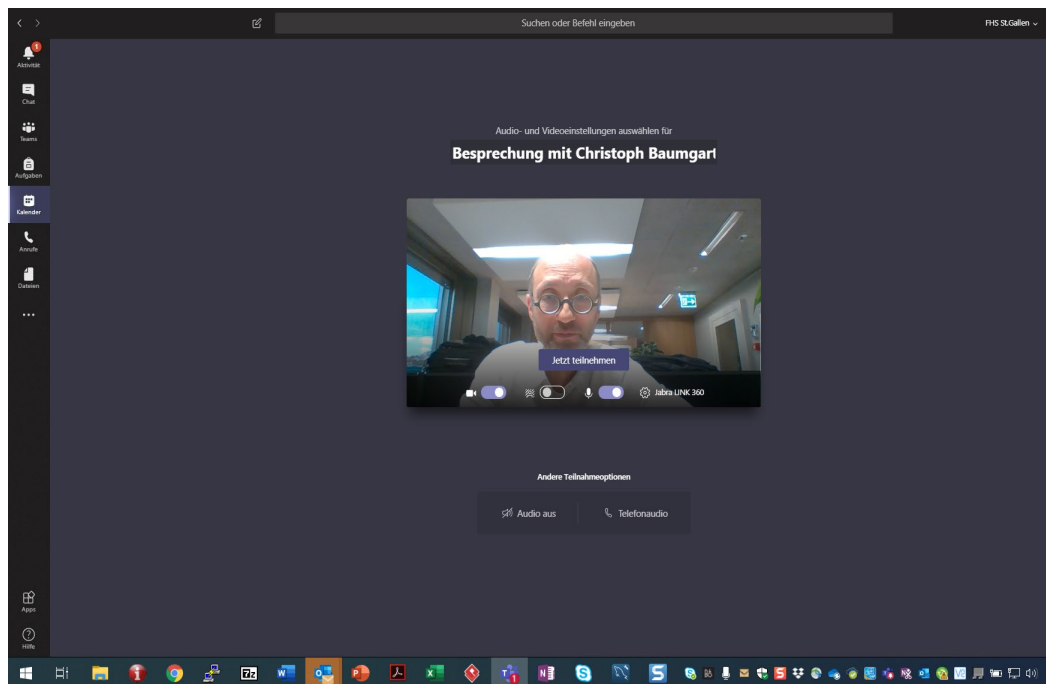 Suchen oder Befehl eingeben
FHS St.Gallen
1
Aktivität
Chat
Teams
Aufgaben
Kalender
Anrufe
Dateien
Audio- und Videoeinstellungen auswählen für
Besprechung mit Christoph Baumgart
Jetzt teilnehmen
Jabra LINK 360
Andere Teilnahmeoptionen
Audio aus
Telefonaudio
Apps
Hilfe